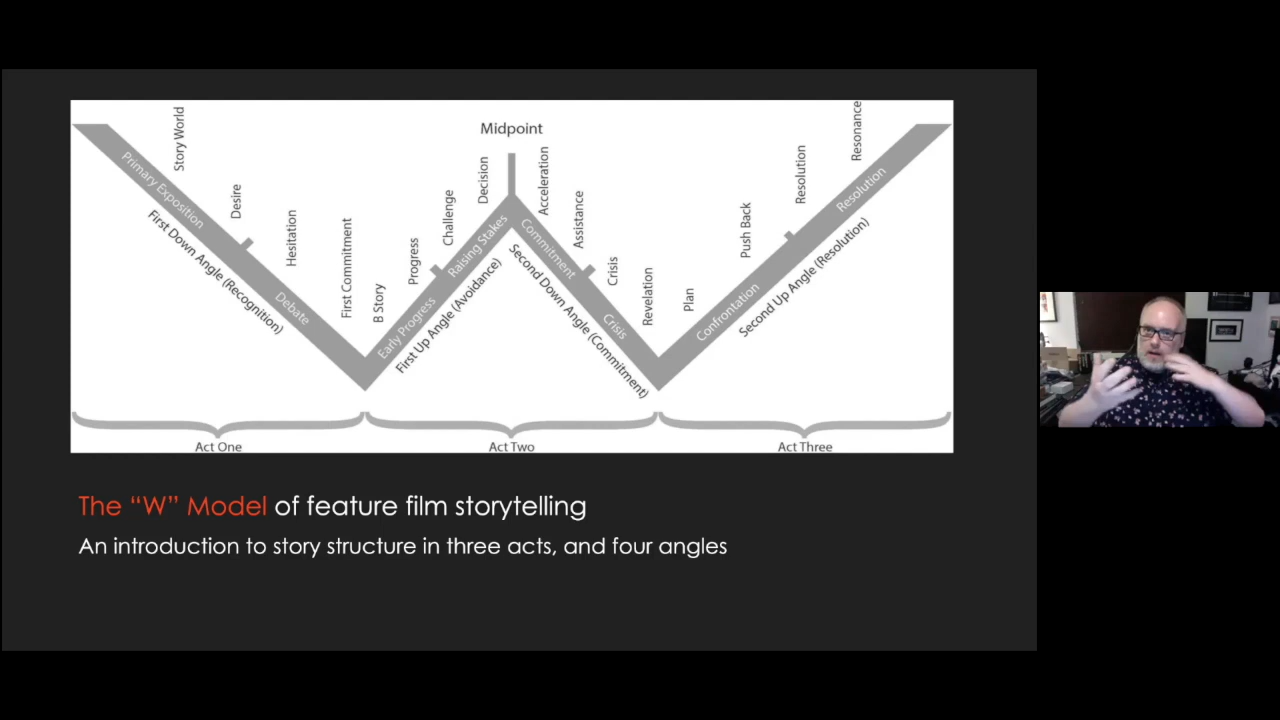 Midpoint
Story World
Desire
Hesitation
First Commitment
B Story
Progress
Challenge
Decision
Acceleration
Assistance
Crisis
Revelation
Plan
Push Back
Resolution
Resonance
Primary Exposition
Debate
First Down Angle (Recognition)
Early Progress
Raising Stakes
First Up Angle (Avoidance)
Commitment
Crisis
Second Down Angle (Commitment)
Confrontation
Resolution
Second Up Angle (Resolution)
Act One
Act Two
Act Three
The “W” Model of feature film storytelling
An introduction to story structure in three acts, and four angles